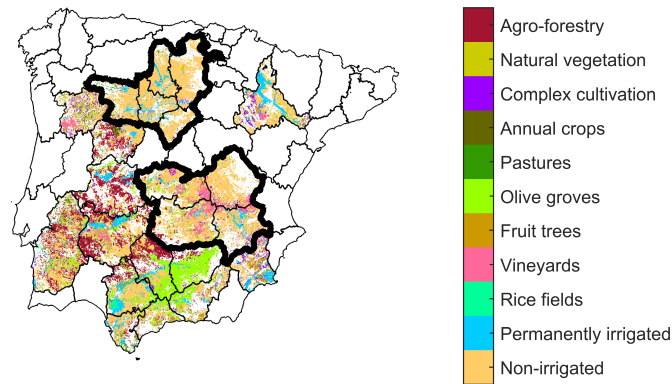 Agro-forestry
Natural vegetation
Complex cultivation
Annual crops
Pastures
Olive groves
Fruit trees
Vineyards
Rice fields
Permanently irrigated
Non-irrigated